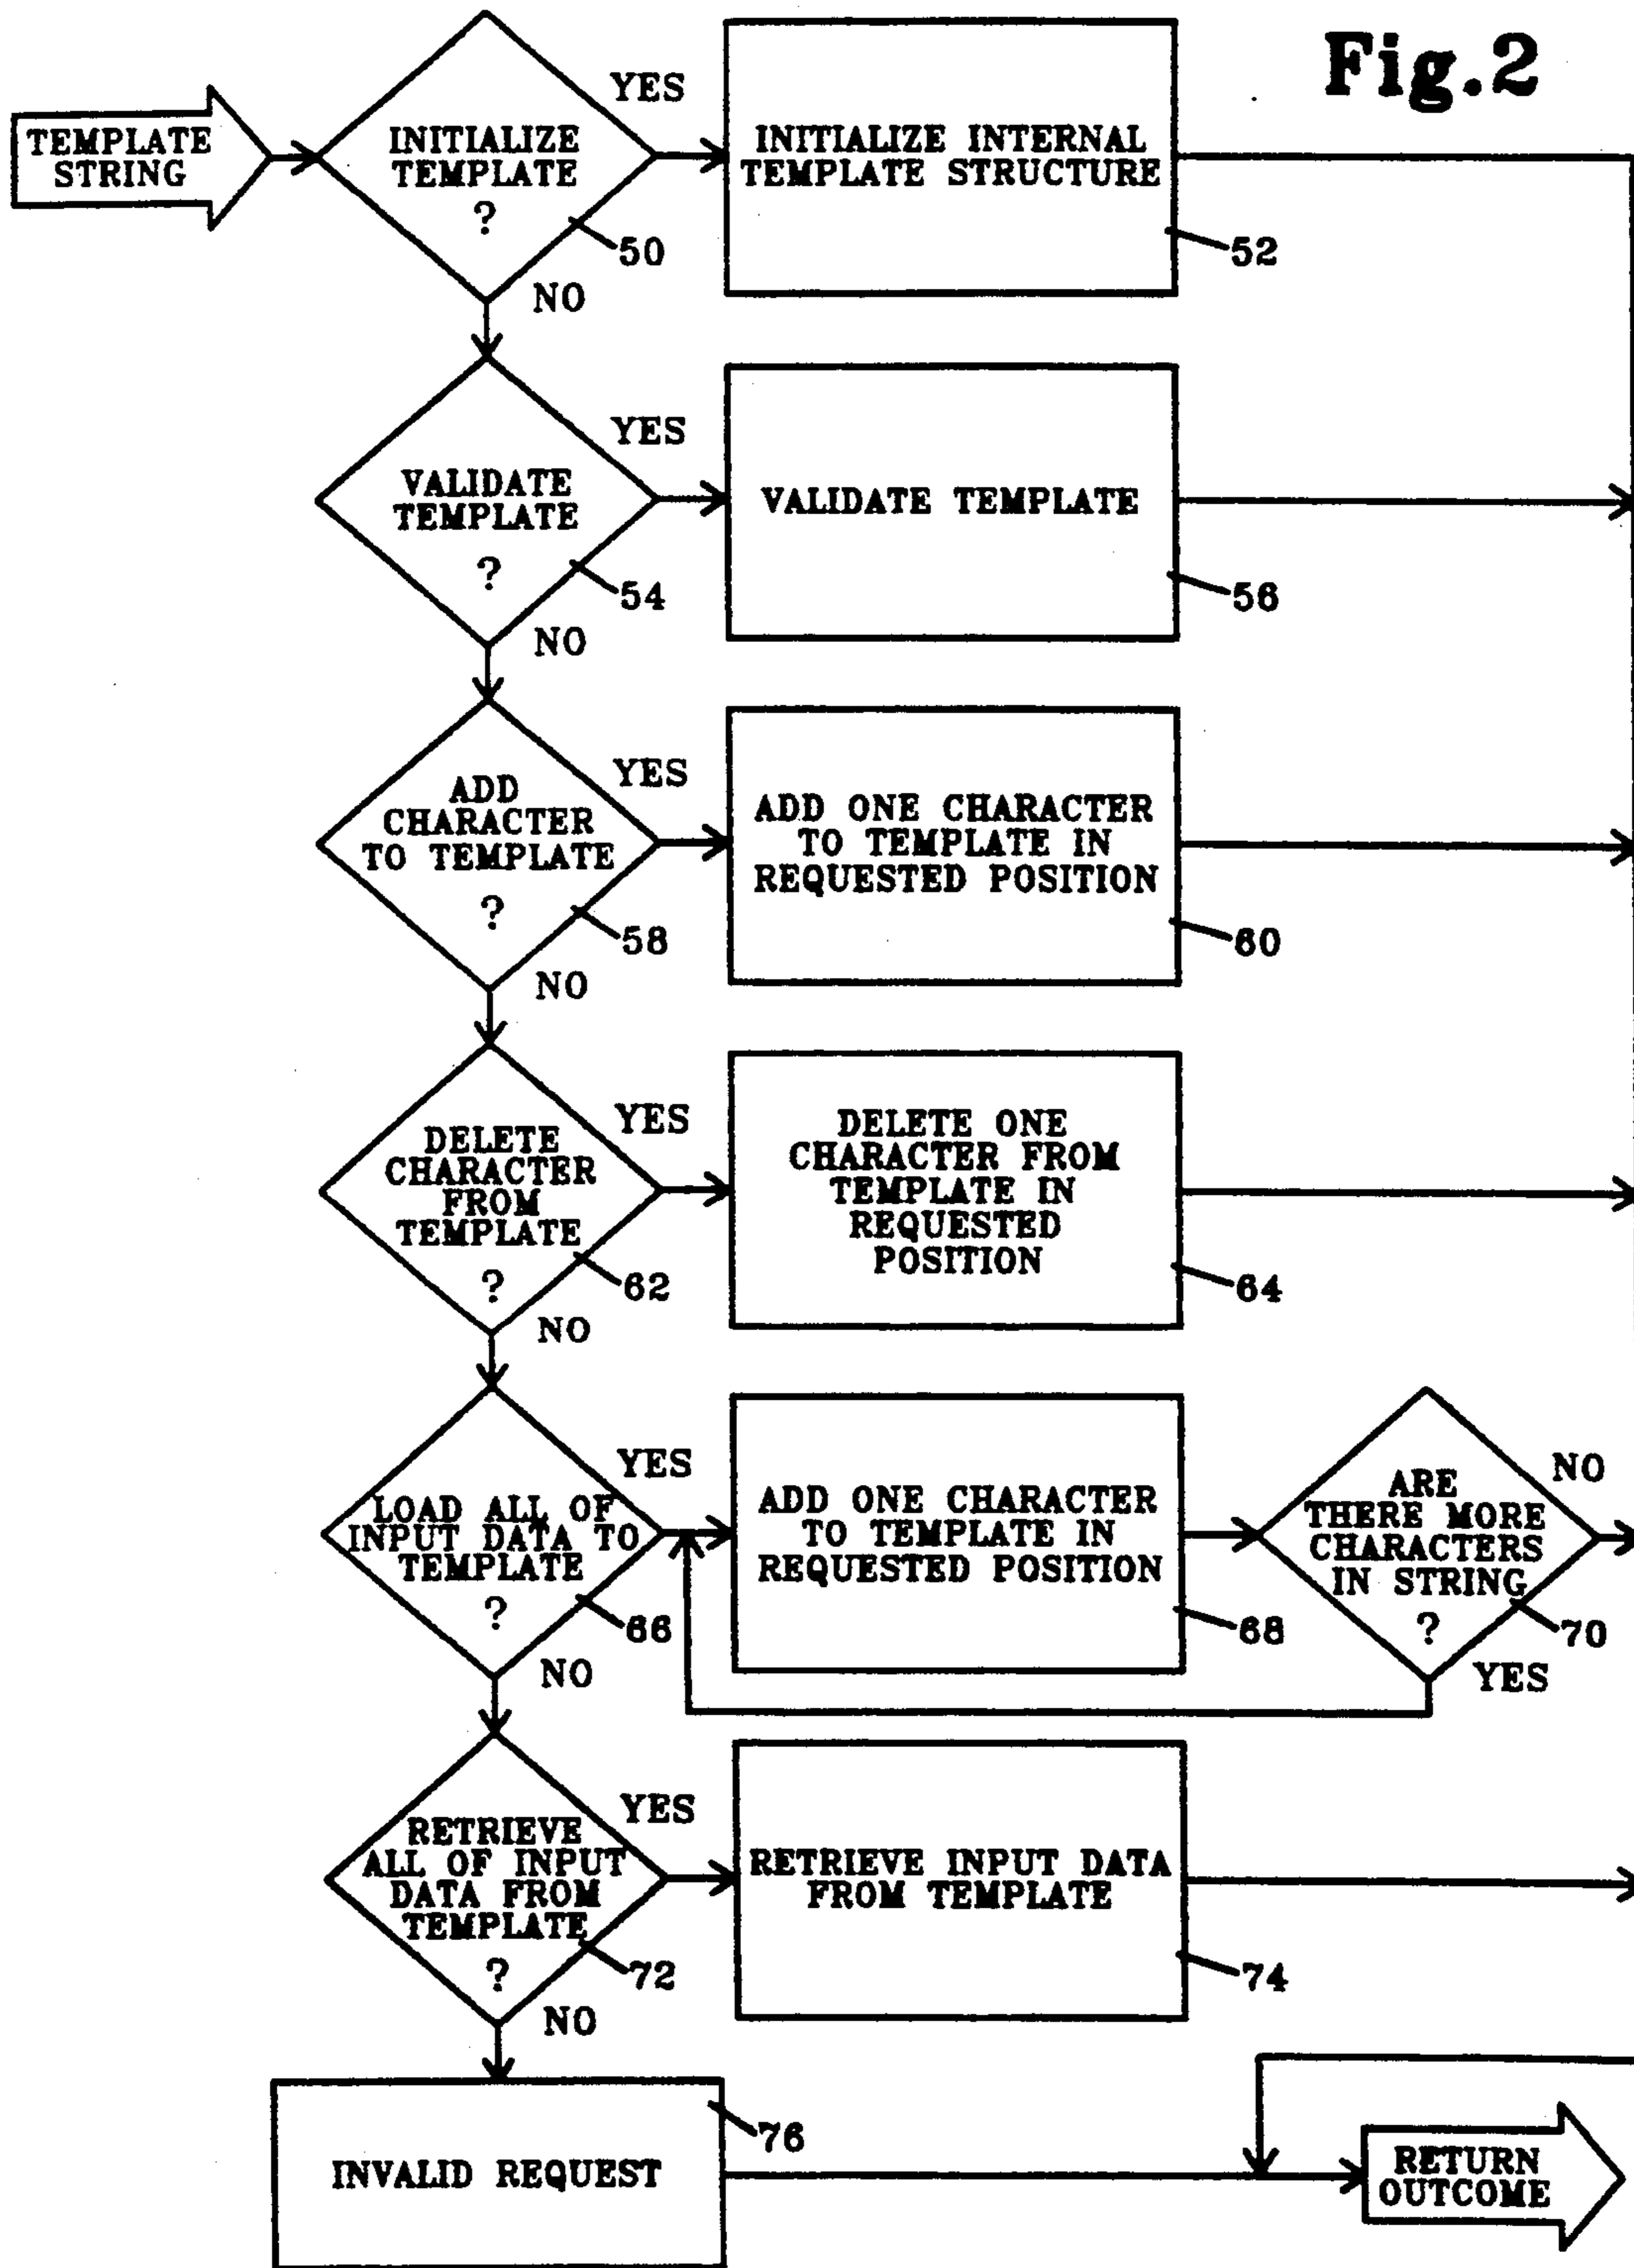 Fig.2
TEMPLATE
STRING
INITIALIZE
TEMPLATE
?
50
YES
NO
INITIALIZE INTERNAL
TEMPLATE STRUCTURE
52
VALIDATE
TEMPLATE
?
54
YES
NO
VALIDATE TEMPLATE
56
ADD
CHARACTER
TO TEMPLATE
?
58
YES
NO
ADD ONE CHARACTER
TO TEMPLATE IN
REQUESTED POSITION
60
DELETE
CHARACTER
FROM
TEMPLATE
?
62
YES
NO
DELETE ONE
CHARACTER FROM
TEMPLATE IN
REQUESTED
POSITION
64
LOAD ALL OF
INPUT DATA TO
TEMPLATE
?
66
YES
NO
ADD ONE CHARACTER
TO TEMPLATE IN
REQUESTED POSITION
68
ARE
THERE MORE
CHARACTERS
IN STRING
?
70
NO
YES
RETRIEVE
ALL OF INPUT
DATA FROM
TEMPLATE
?
72
YES
NO
RETRIEVE INPUT DATA
FROM TEMPLATE
74
INVALID REQUEST
76
RETURN
OUTCOME